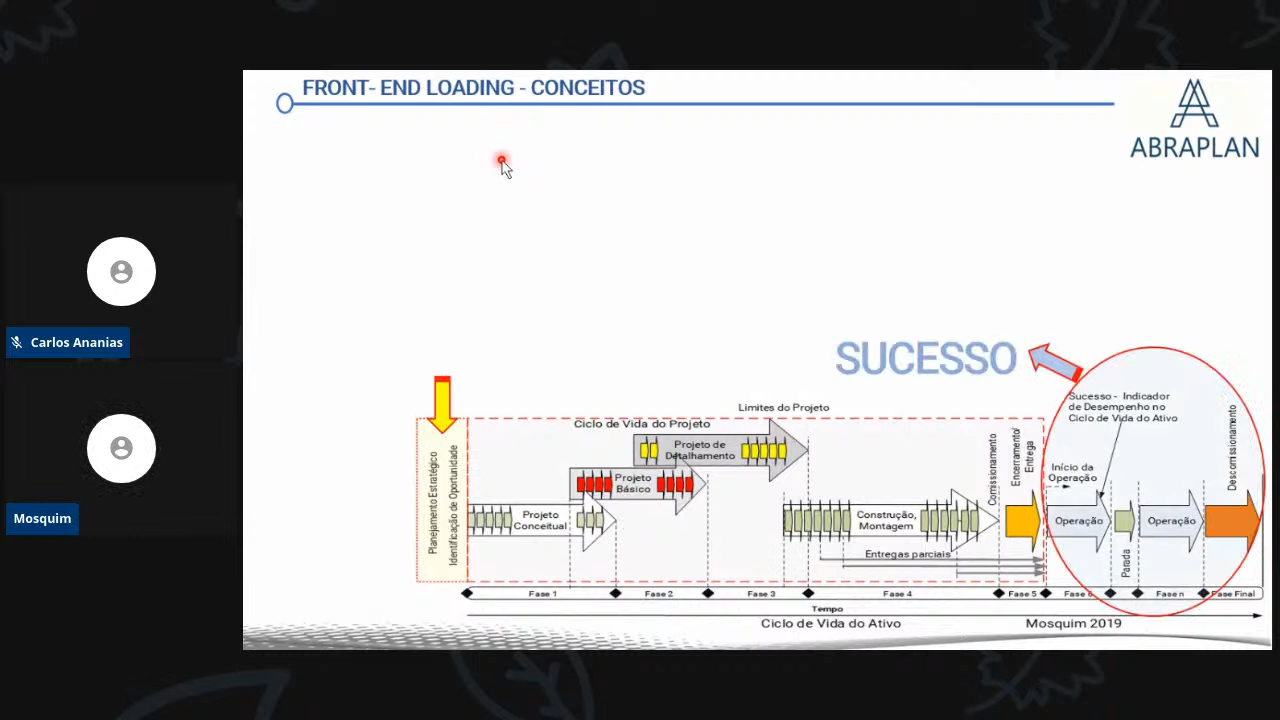 FRONT- END LOADING - CONCEITOS
ABRAPLAN
Carlos Ananias
Mosquim
SUCESSO
Sucesso - Indicador
de Desempenho no
Ciclo de Vida do Ativo
Limites do Projeto
Ciclo de Vida do Projeto
Planejamento Estratégico
Identificação de Oportunidade
Projeto de
Detalhamento
Projeto
Básico
Projeto
Conceitual
Construção,
Montagem
Entregas parciais
Comissionamento
Encerramento/
Entrega
Início da
Operação
Operação
Parada
Operação
Descomissionamento
Fase 1
Fase 2
Fase 3
Fase 4
Fase 5
Fase 6
Fase n
Fase Final
Tempo
Ciclo de Vida do Ativo
Mosquim 2019